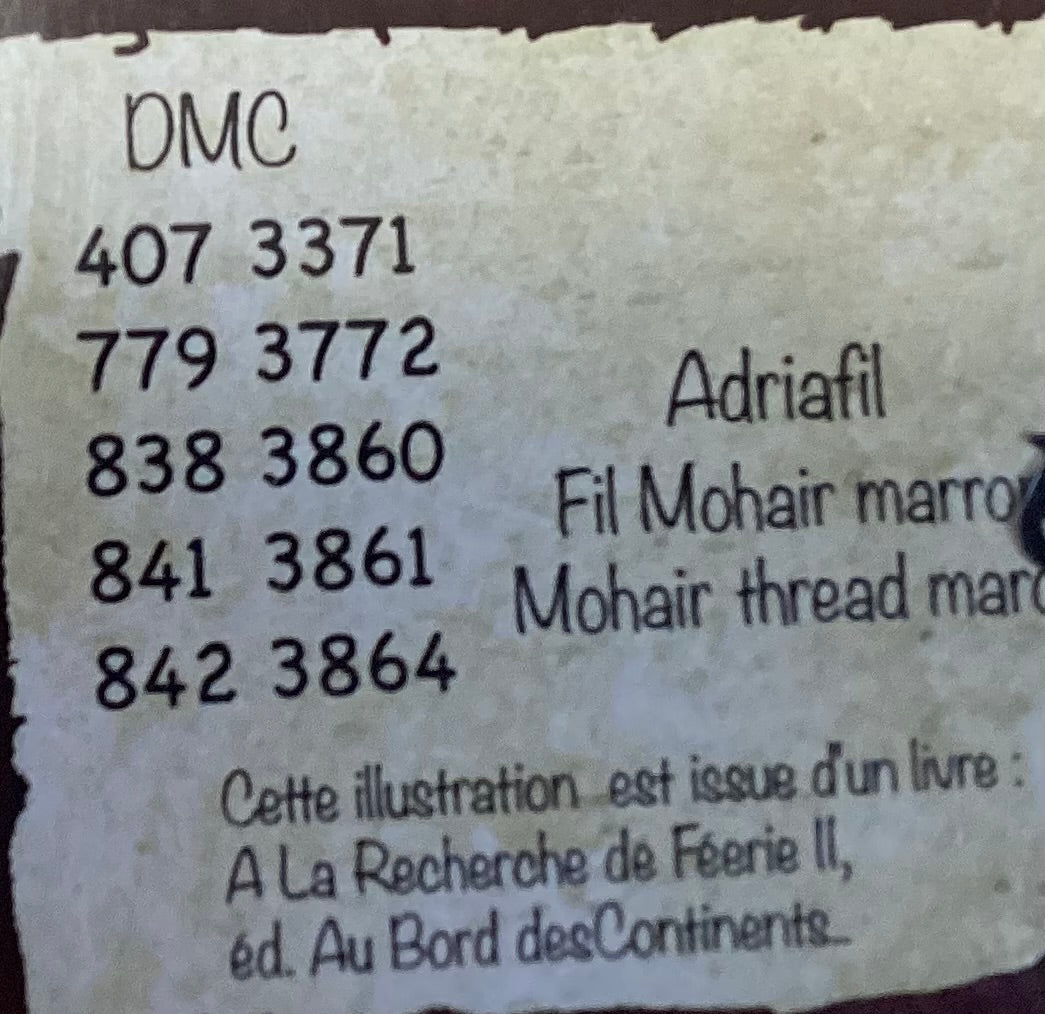 DMC
407 3371
779 3772
838 3860
841 3861
842 3864
Adriafil
Fil Mohair
Mohair thread
Cette illustration est issue d'un livre :
A La Recherche de Féerie II,
éd. Au Bord desContinents...